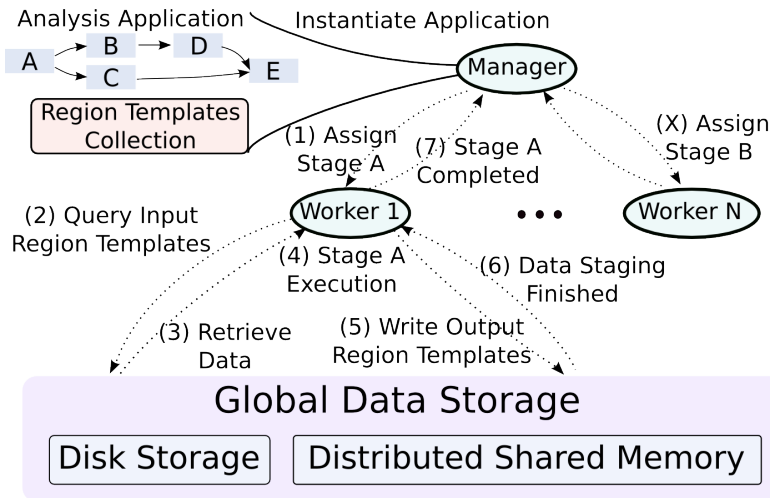 Analysis Application
Instantiate Application
A
B
D
C
E
Manager
Region Templates
Collection
(1) Assign
Stage A
(7) Stage A
Completed
(X) Assign
Stage B
Worker 1
...
Worker N
(2) Query Input
Region Templates
(4) Stage A
Execution
(6) Data Staging
Finished
(3) Retrieve
Data
(5) Write Output
Region Templates
Global Data Storage
Disk Storage
Distributed Shared Memory